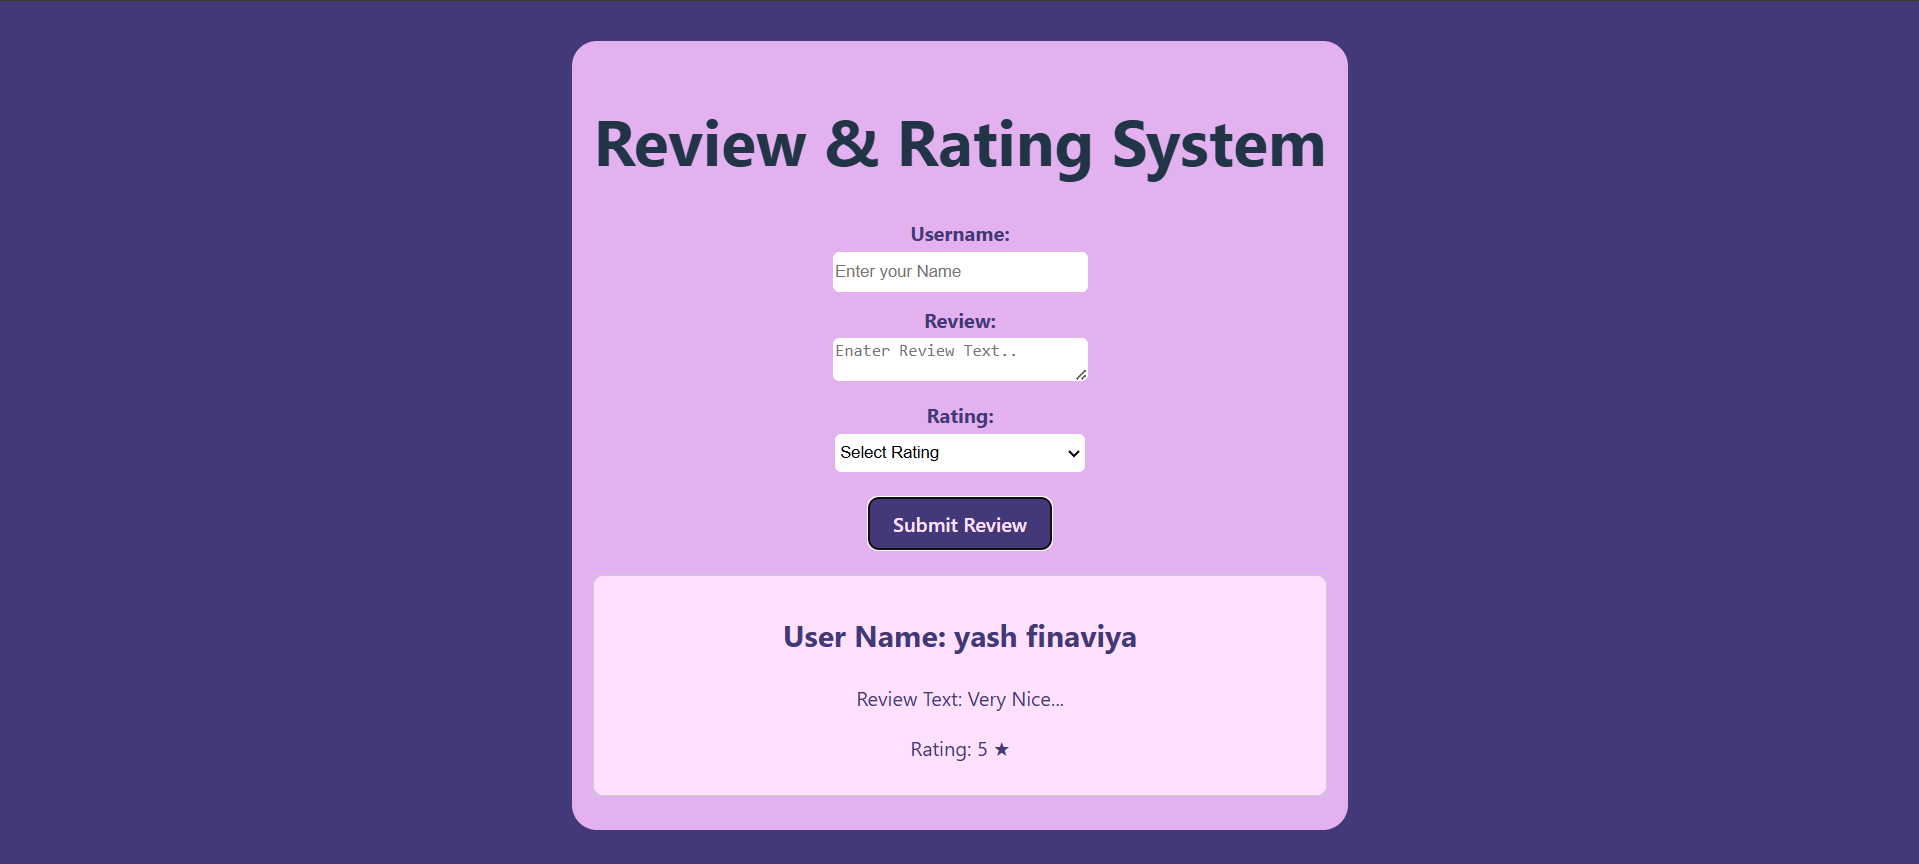 Review & Rating System
Username:
Enter your Name
Review:
Enater Review Text..
Rating:
Select Rating
Submit Review
User Name: yash finaviya
Review Text: Very Nice...
Rating: 5 ★